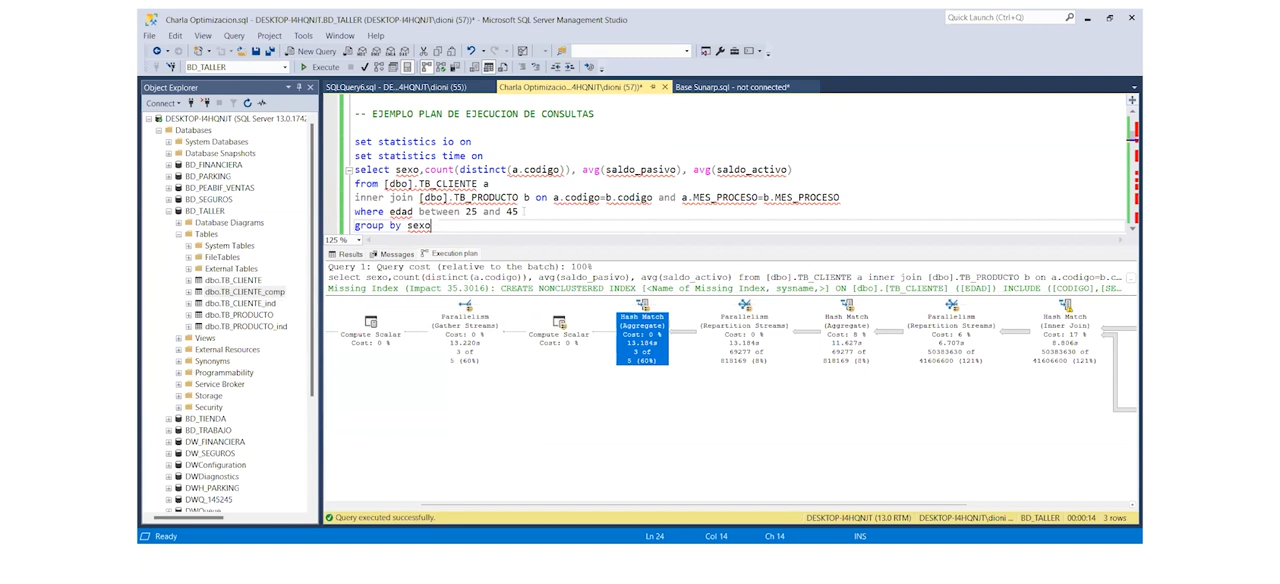 Charla Optimizacion.sql - DESKTOP-I4HQNJT.BD_TALLER (DESKTOP-I4HQNJT\dioni (57))* - Microsoft SQL Server Management Studio
Quick Launch (Ctrl+Q)
File Edit View Query Project Tools Window Help
New Query
BD_TALLER
Execute
Object Explorer
SQLQuery6.sql - DE...4HQNJT\dioni (55))
Charla Optimizacio...4HQNJT\dioni (57))*
Base Sunarp.sql - not connected*
Connect
DESKTOP-I4HQNJT (SQL Server 13.0.1742
Databases
System Databases
Database Snapshots
BD_FINANCIERA
BD_PARKING
BD_PEABIF_VENTAS
BD_SEGUROS
BD_TALLER
Database Diagrams
Tables
System Tables
FileTables
External Tables
dbo.TB_CLIENTE
dbo.TB_CLIENTE_comp
dbo.TB_CLIENTE_ind
dbo.TB_PRODUCTO
dbo.TB_PRODUCTO_ind
Views
External Resources
Synonyms
Programmability
Service Broker
Storage
Security
BD_TIENDA
BD_TRABAJO
DW_FINANCIERA
DW_SEGUROS
DWConfiguration
DWDiagnostics
DWH_PARKING
DWQ_145245
DWQueue
-- EJEMPLO PLAN DE EJECUCION DE CONSULTAS
set statistics io on
set statistics time on
select sexo,count(distinct(a.codigo)), avg(saldo_pasivo), avg(saldo_activo)
from [dbo].TB_CLIENTE a
inner join [dbo].TB_PRODUCTO b on a.codigo=b.codigo and a.MES_PROCESO=b.MES_PROCESO
where edad between 25 and 45
group by sexo
125 %
Results Messages Execution plan
Query 1: Query cost (relative to the batch): 100%
select sexo,count(distinct(a.codigo)), avg(saldo_pasivo), avg(saldo_activo) from [dbo].TB_CLIENTE a inner join [dbo].TB_PRODUCTO b on a.codigo=b.c...
Missing Index (Impact 35.3016): CREATE NONCLUSTERED INDEX [<Name of Missing Index, sysname,>] ON [dbo].[TB_CLIENTE] ([EDAD]) INCLUDE ([CODIGO],[SE...
Compute Scalar
Cost: 0 %
Parallelism
(Gather Streams)
Cost: 0 %
13.220s
3 of
5 (60%)
Compute Scalar
Cost: 0 %
Hash Match
(Aggregate)
Cost: 0 %
13.184s
3 of
5 (60%)
Parallelism
(Repartition Streams)
Cost: 0 %
13.184s
69277 of
818169 (8%)
Hash Match
(Aggregate)
Cost: 8 %
11.427s
69277 of
818169 (8%)
Parallelism
(Repartition Streams)
Cost: 6 %
6.707s
50383630 of
41606600 (121%)
Hash Match
(Inner Join)
Cost: 17 %
8.806s
50383630 of
41606600 (121%)
Query executed successfully.
DESKTOP-I4HQNJT (13.0 RTM) DESKTOP-I4HQNJT\dioni ... BD_TALLER 00:00:14 3 rows
Ready Ln 24 Col 14 Ch 14 INS